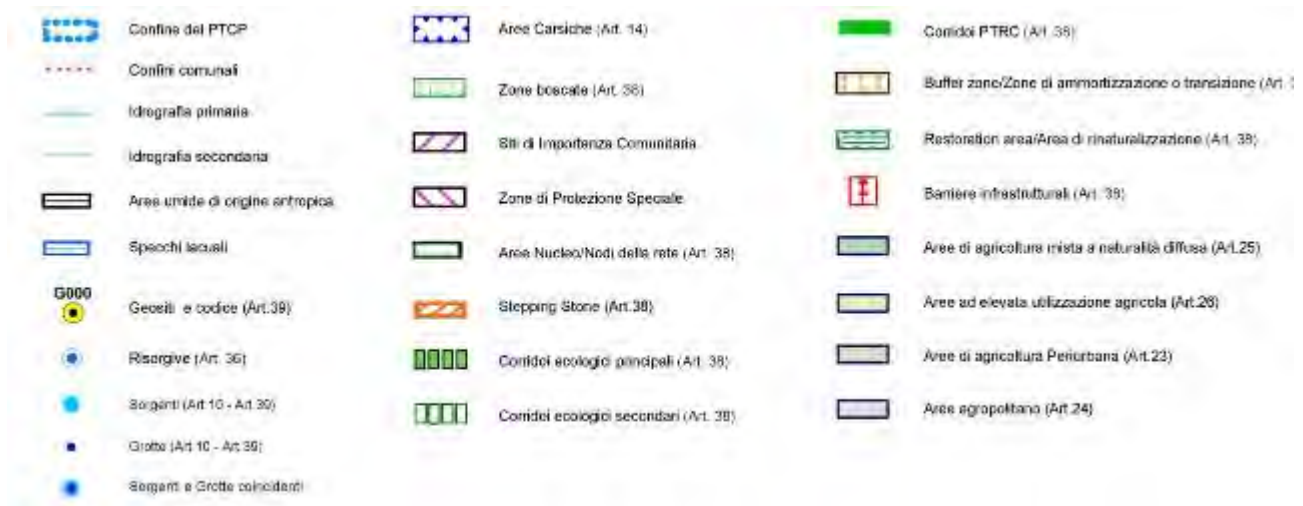 Confine del PTCP
Confini comunali
Idrografia primaria
Idrografia secondaria
Aree umide di origine antropica
Specchi lacuali
G000
Geositi e codice (Art.39)
Risorgive (Art. 36)
Sorgenti (Art.10 - Art.39)
Grotte (Art.10 - Art.39)
Sorgenti e Grotte coincidenti
Aree Carsiche (Art. 14)
Zone boscate (Art. 38)
Siti di Importenza Comunitaria
Zone di Protezione Speciale
Aree Nucleo/Nodi della rete (Art. 38)
Stepping Stone (Art.38)
Corridoi ecologici principali (Art. 38)
Corridoi ecologici secondari (Art. 38)
Corridoi PTRC (Art. 38)
Buffer zone/Zone di ammortizzazione o transizione (Art.
Restoration area/Area di rinaturalizzazione (Art. 38)
Barriere infrastrutturali (Art. 38)
Aree di agricoltura mista a naturalità diffusa (Art.25)
Aree ad elevata utilizzazione agricola (Art.26)
Aree di agricoltura Periurbana (Art.23)
Aree agropolitano (Art.24)